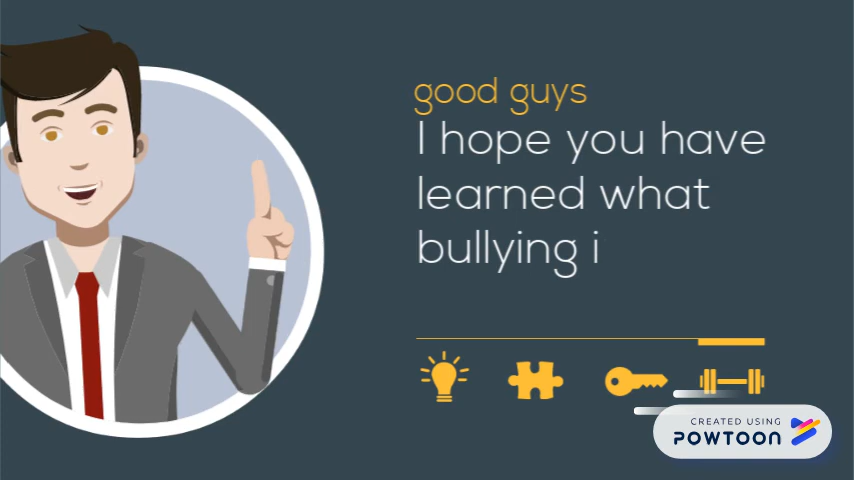 good guys
I hope you have
learned what
bullying i
CREATED USING
POWTOON